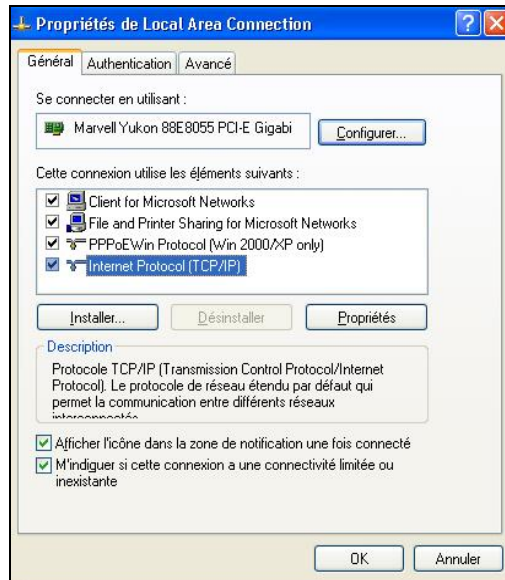 Propriétés de Local Area Connection
Général Authentication Avancé
Se connecter en utilisant :
Marvell Yukon 88E8055 PCI-E Gigabi
Configurer...
Cette connexion utilise les éléments suivants :
Client for Microsoft Networks
File and Printer Sharing for Microsoft Networks
PPPoEWin Protocol (Win 2000/XP only)
Internet Protocol (TCP/IP)
Installer... Désinstaller Propriétés
Description
Protocole TCP/IP (Transmission Control Protocol/Internet
Protocol). Le protocole de réseau étendu par défaut qui
permet la communication entre différents réseaux
Afficher l'icône dans la zone de notification une fois connecté
M'indiquer si cette connexion a une connectivité limitée ou
inexistante
OK Annuler